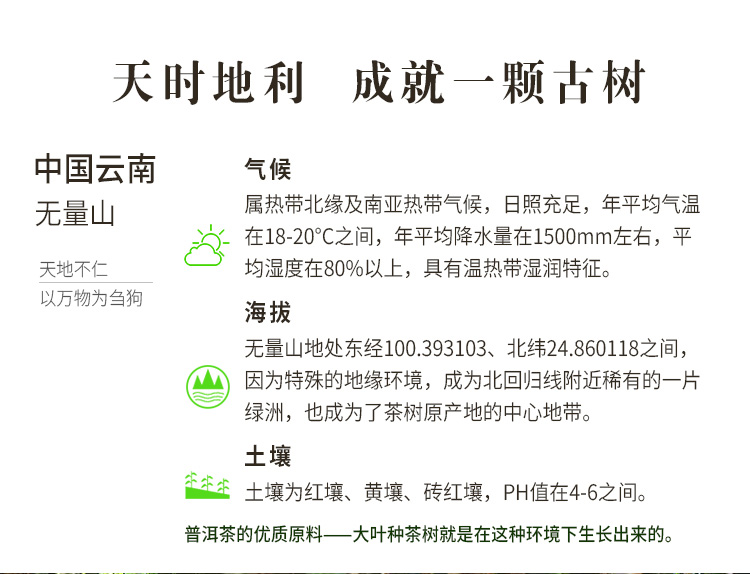 天时地利 成就一颗古树
中国云南
无量山
天地不仁
以万物为刍狗
气候
属热带北缘及南亚热带气候，日照充足，年平均气温
在18-20℃之间，年平均降水量在1500mm左右，平
均湿度在80%以上，具有温热带湿润特征。
海拔
无量山地处东经100.393103、北纬24.860118之间，
因为特殊的地缘环境，成为北回归线附近稀有的一片
绿洲，也成为了茶树原产地的中心地带。
土壤
土壤为红壤、黄壤、砖红壤，PH值在4-6之间。
普洱茶的优质原料——大叶种茶树就是在这种环境下生长出来的。